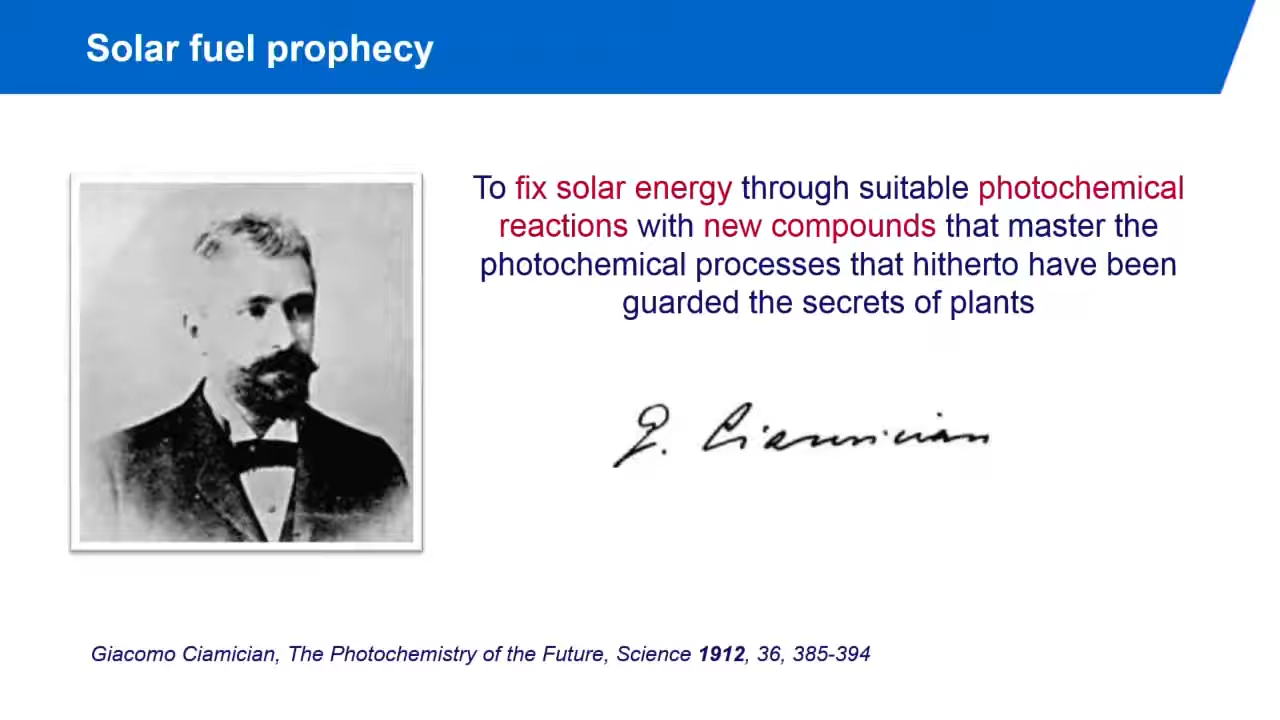 Solar fuel prophecy
To fix solar energy through suitable photochemical
reactions with new compounds that master the
photochemical processes that hitherto have been
guarded the secrets of plants
G. Ciamician
Giacomo Ciamician, The Photochemistry of the Future, Science 1912, 36, 385-394